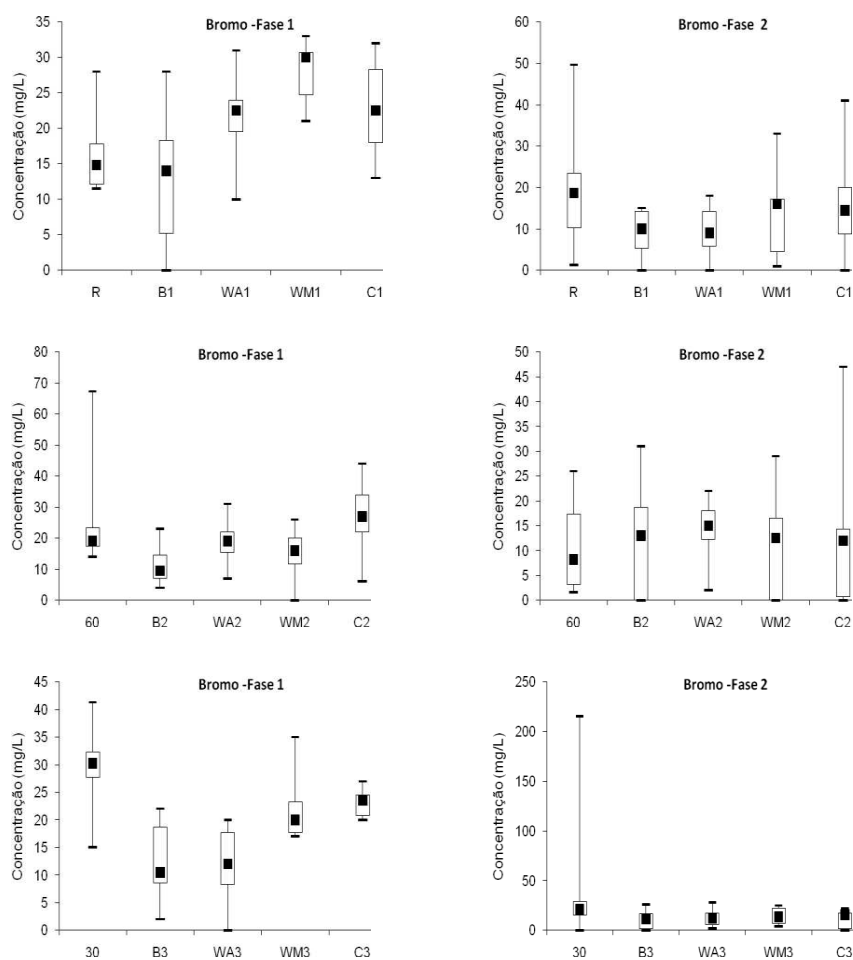 Bromo -Fase 1
Concentração (mg/L)
35
30
25
20
15
10
5
0
R B1 WA1 WM1 C1
Bromo -Fase 2
Concentração (mg/L)
60
50
40
30
20
10
0
R B1 WA1 WM1 C1
Bromo -Fase 1
Concentração (mg/L)
80
70
60
50
40
30
20
10
0
60 B2 WA2 WM2 C2
Bromo -Fase 2
Concentração (mg/L)
50
45
40
35
30
25
20
15
10
5
0
60 B2 WA2 WM2 C2
Bromo -Fase 1
Concentração (mg/L)
45
40
35
30
25
20
15
10
5
0
30 B3 WA3 WM3 C3
Bromo -Fase 2
Concentração (mg/L)
250
200
150
100
50
0
30 B3 WA3 WM3 C3